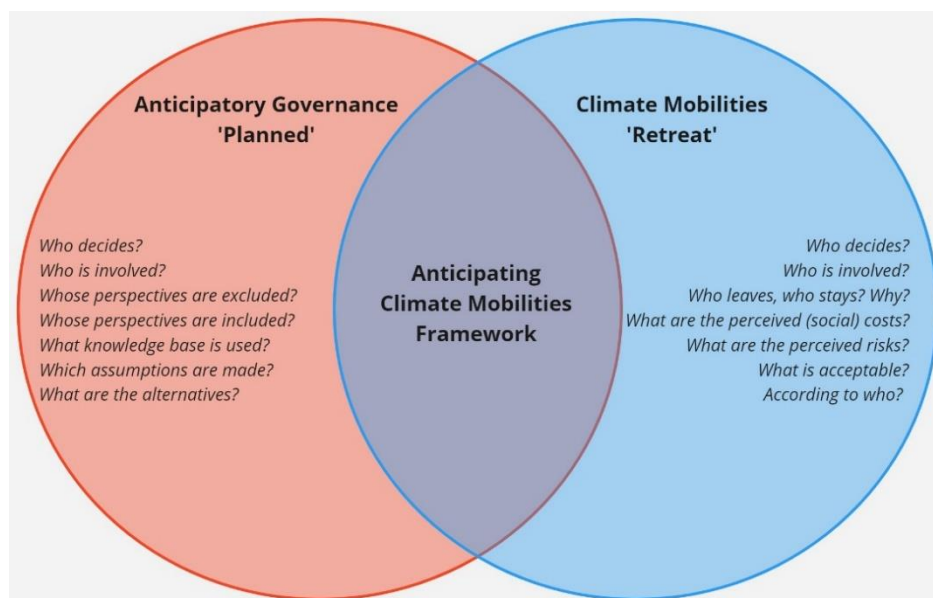 Anticipatory Governance
'Planned'
Who decides?
Who is involved?
Whose perspectives are excluded?
Whose perspectives are included?
What knowledge base is used?
Which assumptions are made?
What are the alternatives?
Anticipating
Climate Mobilities
Framework
Climate Mobilities
'Retreat'
Who decides?
Who is involved?
Who leaves, who stays? Why?
What are the perceived (social) costs?
What are the perceived risks?
What is acceptable?
According to who?